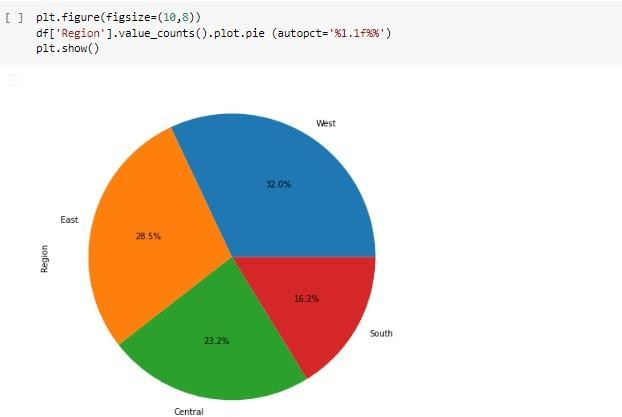 [ ] plt.figure(figsize=(10,8))
df['Region'].value_counts().plot.pie (autopct='%1.1f%%')
plt.show()
West
32.0%
East
28.5%
Region
16.2%
South
23.2%
Central